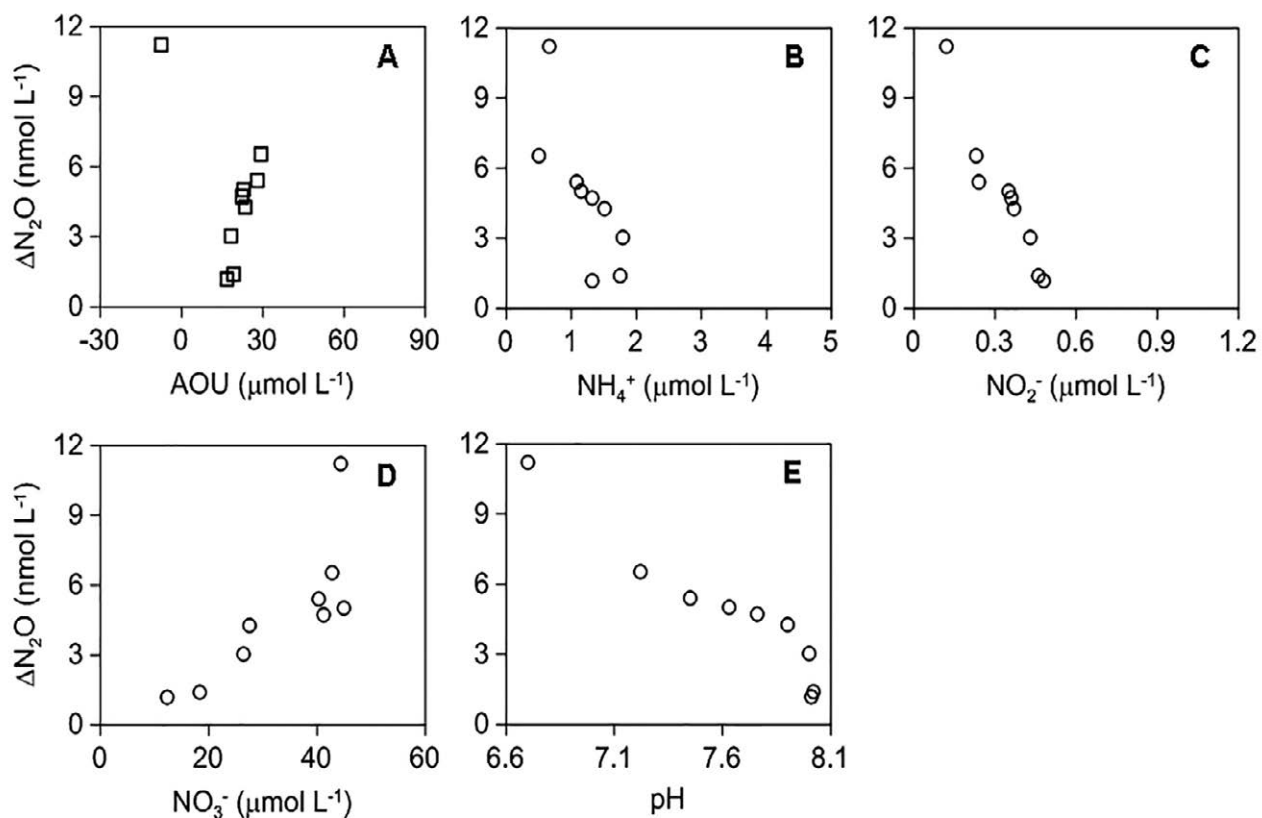 12
9
6
3
0
ΔN₂O (nmol L⁻¹)
A
-30 0 30 60 90
AOU (μmol L⁻¹)
12
9
6
3
0
B
0 1 2 3 4 5
NH₄⁺ (μmol L⁻¹)
12
9
6
3
0
C
0 0.3 0.6 0.9 1.2
NO₂⁻ (μmol L⁻¹)
12
9
6
3
0
ΔN₂O (nmol L⁻¹)
D
0 20 40 60
NO₃⁻ (μmol L⁻¹)
12
9
6
3
0
E
6.6 7.1 7.6 8.1
pH